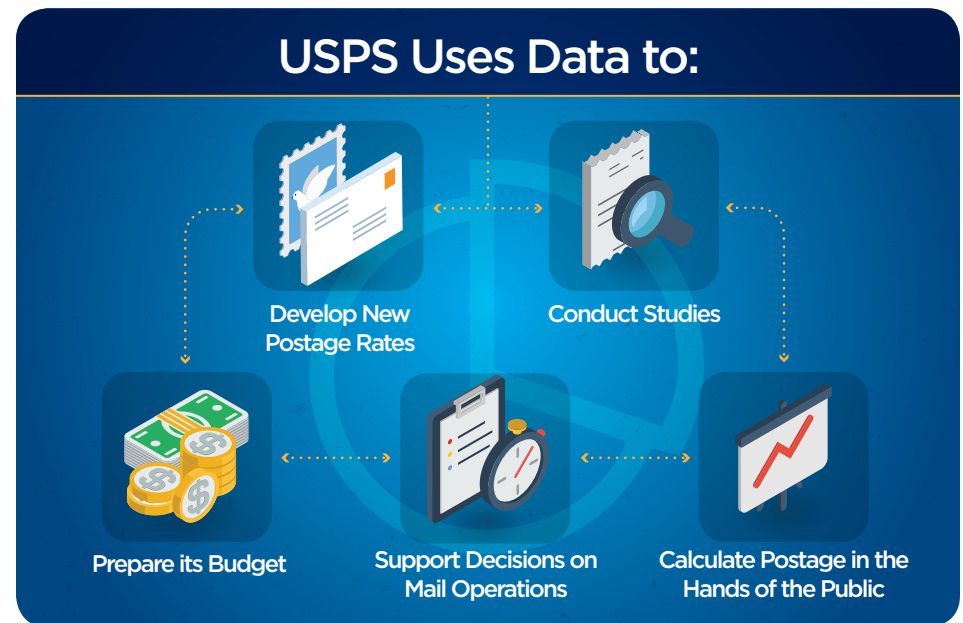 USPS Uses Data to:
Develop New
Postage Rates
Conduct Studies
Prepare its Budget
Support Decisions on
Mail Operations
Calculate Postage in the
Hands of the Public